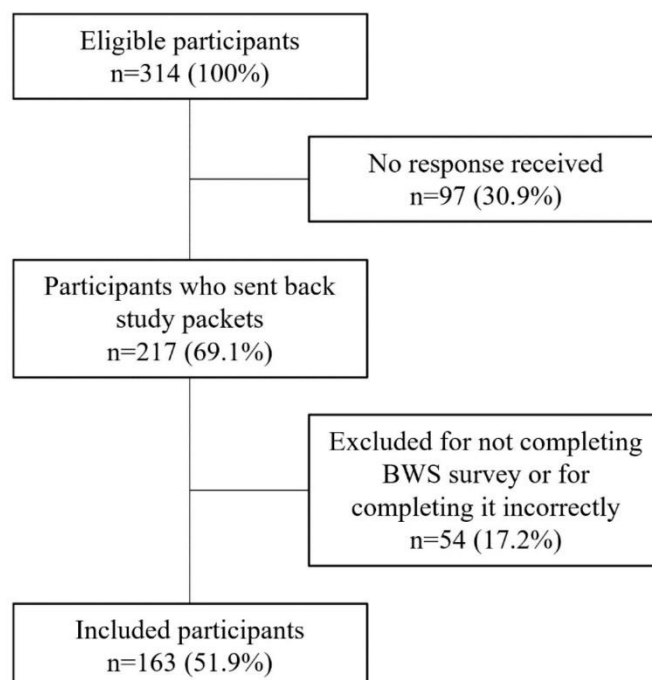 Eligible participants
n=314 (100%)
No response received
n=97 (30.9%)
Participants who sent back
study packets
n=217 (69.1%)
Excluded for not completing
BWS survey or for
completing it incorrectly
n=54 (17.2%)
Included participants
n=163 (51.9%)